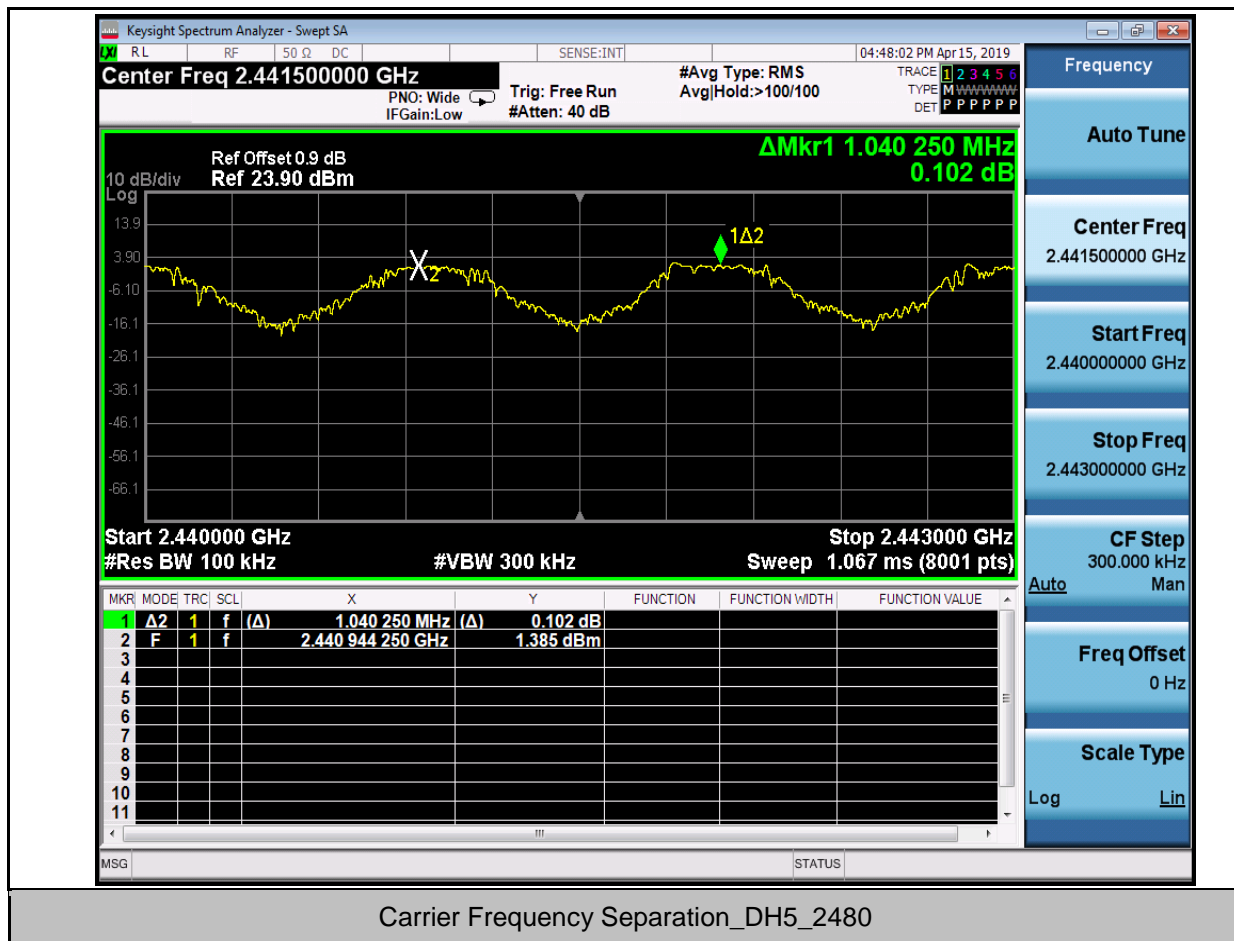 Keysight Spectrum Analyzer - Swept SA
LXI RL RF 50 Ω DC SENSE:INT 04:48:02 PM Apr 15, 2019
Center Freq 2.441500000 GHz
PNO: Wide
IFGain:Low
Trig: Free Run
#Atten: 40 dB
#Avg Type: RMS
Avg|Hold:>100/100
TRACE 1 2 3 4 5 6
TYPE M WWWWW
DET P P P P P P
ΔMkr1 1.040 250 MHz
0.102 dB
Ref Offset 0.9 dB
10 dB/div Ref 23.90 dBm
Log
13.9
3.90
-6.10
-16.1
-26.1
-36.1
-46.1
-56.1
-66.1
1Δ2
X2
Start 2.440000 GHz Stop 2.443000 GHz
#Res BW 100 kHz #VBW 300 kHz Sweep 1.067 ms (8001 pts)
MKR MODE TRC SCL X Y FUNCTION FUNCTION WIDTH FUNCTION VALUE
1 Δ2 1 f (Δ) 1.040 250 MHz (Δ) 0.102 dB
2 F 1 f 2.440 944 250 GHz 1.385 dBm
3
4
5
6
7
8
9
10
11
MSG STATUS
Frequency
Auto Tune
Center Freq
2.441500000 GHz
Start Freq
2.440000000 GHz
Stop Freq
2.443000000 GHz
CF Step
300.000 kHz
Auto Man
Freq Offset
0 Hz
Scale Type
Log Lin
Carrier Frequency Separation_DH5_2480